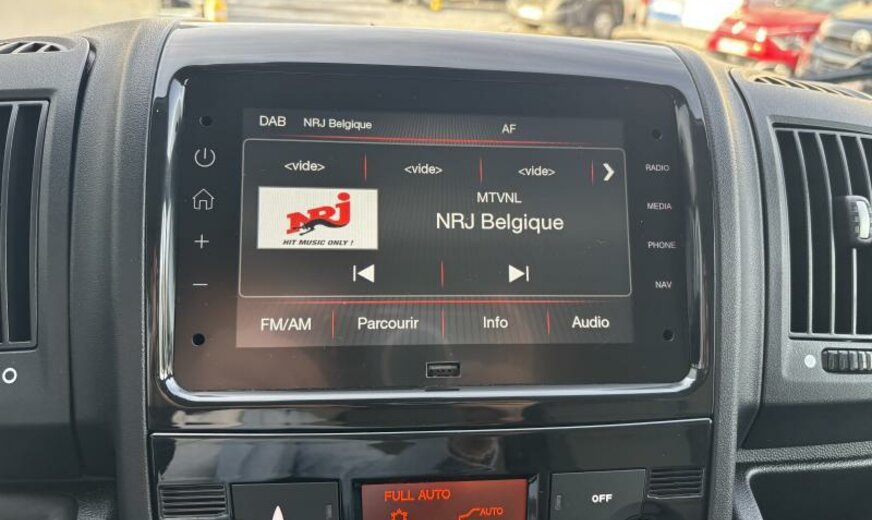 DAB NRJ Belgique AF
<vide> <vide> <vide>
RADIO
MTVNL
NRJ
NRJ Belgique
HIT MUSIC ONLY !
MEDIA
PHONE
NAV
FM/AM Parcourir Info Audio
FULL AUTO
AUTO
OFF